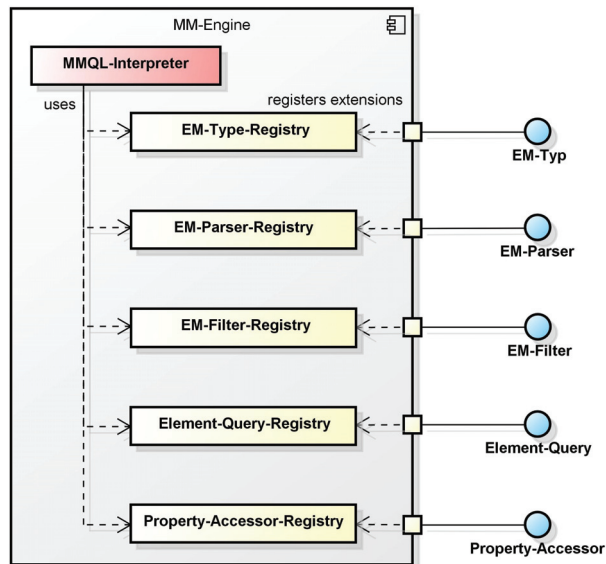 MM-Engine
MMQL-Interpreter
uses
registers extensions
EM-Type-Registry
EM-Typ
EM-Parser-Registry
EM-Parser
EM-Filter-Registry
EM-Filter
Element-Query-Registry
Element-Query
Property-Accessor-Registry
Property-Accessor